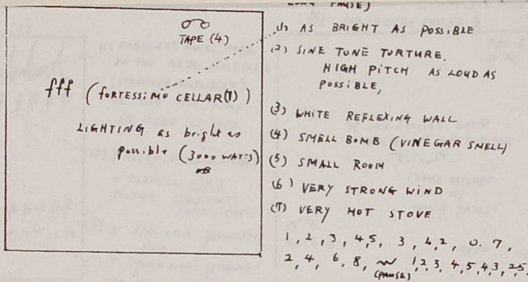 LONG PAUSE)
TAPE (4)
fff (FORTESSIMO CELLAR(1))
LIGHTING as bright as
possible (3000 WATTS)
(1) AS BRIGHT AS POSSIBLE
(2) SINE TONE TORTURE.
HIGH PITCH AS LOUD AS
POSSIBLE,
(3) WHITE REFLEXING WALL
(4) SMELL BOMB (VINEGAR SMELL)
(5) SMALL ROOM
(6) VERY STRONG WIND
(7) VERY HOT STOVE
1, 2, 3, 4, 5, 3, 4, 2, 0. 7,
2, 4, 6, 8, ~ 1, 2, 3, 4, 5, 4, 3, 2, 5,
(PAUSE)